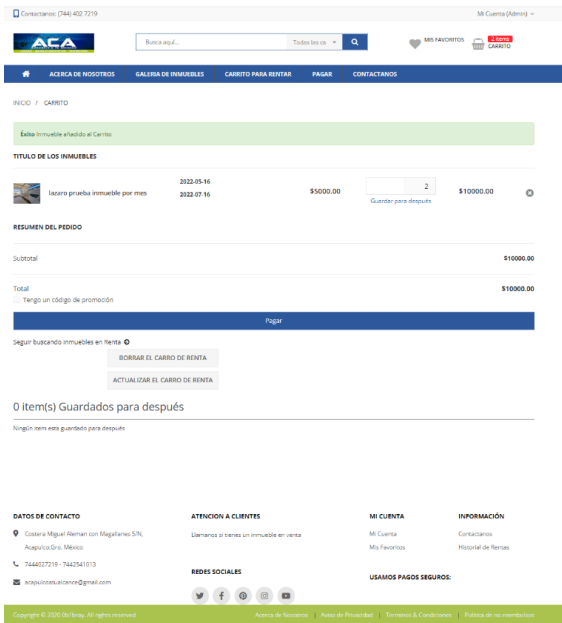 Contactanos: (744) 402 7219
Mi Cuenta (Admin)
ACA
Busca aquí...
Todas las ca
MIS FAVORITOS
2 items
CARRITO
ACERCA DE NOSOTROS GALERIA DE INMUEBLES CARRITO PARA RENTAR PAGAR CONTACTANOS
INICIO / CARRITO
Éxito Inmueble añadido al Carrito
TITULO DE LOS INMUEBLES
lazaro prueba inmueble por mes
2022-05-16
2022-07-16
$5000.00
2
Guardar para después
$10000.00
RESUMEN DEL PEDIDO
Subtotal $10000.00
Total $10000.00
Tengo un código de promoción
Pagar
Seguir buscando Inmuebles en Renta
BORRAR EL CARRO DE RENTA
ACTUALIZAR EL CARRO DE RENTA
0 item(s) Guardados para después
Ningún item esta guardado para después
DATOS DE CONTACTO
Costera Miguel Aleman con Magallanes S/N,
Acapulco,Gro. México
7444027219 - 7442541013
acapulcoatualcance@gmail.com
ATENCION A CLIENTES
Llamanos si tienes un inmueble en venta
REDES SOCIALES
MI CUENTA
Mi Cuenta
Mis Favoritos
USAMOS PAGOS SEGUROS:
INFORMACIÓN
Contactanos
Historial de Rentas
Copyright © 2020 All rights reserved
Acerca de Nosotros | Aviso de Privacidad | Terminos & Condiciones | Politica de no reembolsos